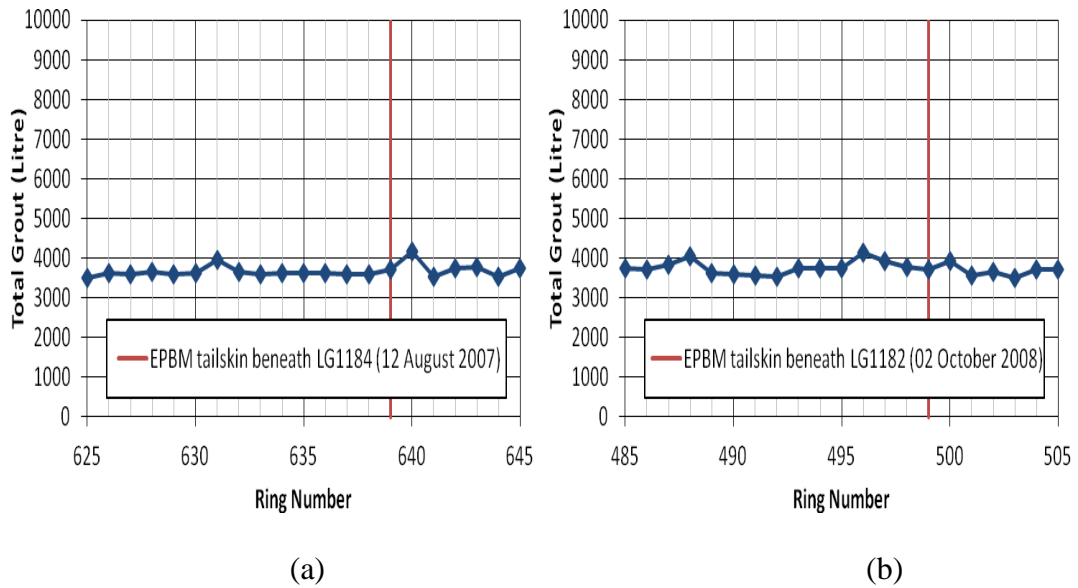 10000
9000
8000
7000
6000
5000
4000
3000
2000
1000
0
Total Grout (Litre)
EPBM tailskin beneath LG1184 (12 August 2007)
625 630 635 640 645
Ring Number
(a)
10000
9000
8000
7000
6000
5000
4000
3000
2000
1000
0
Total Grout (Litre)
EPBM tailskin beneath LG1182 (02 October 2008)
485 490 495 500 505
Ring Number
(b)